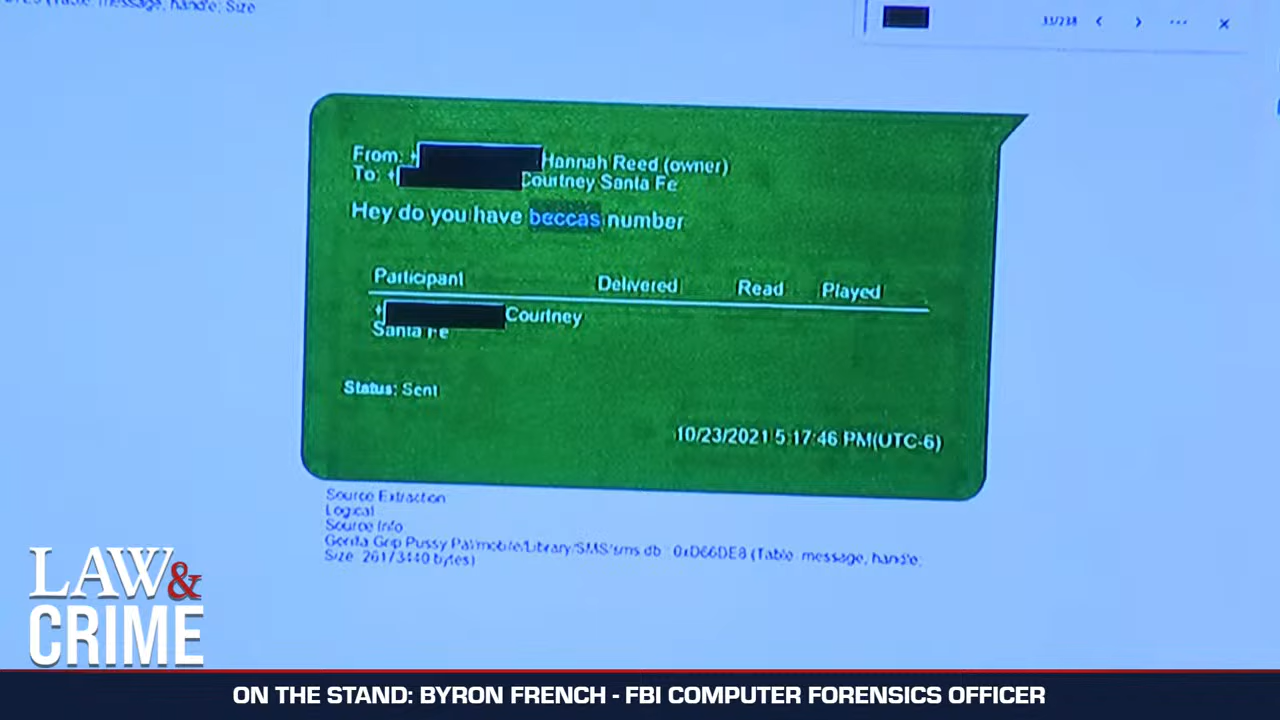 (Table: message, handle; Size
33/238
From: +
Hannah Reed (owner)
To: +
Courtney Santa Fe
Hey do you have beccas number
Participant Delivered Read Played
+
Courtney
Santa Fe
Status: Sent
10/23/2021 5:17:46 PM(UTC-6)
Source Extraction
Logical
Source Info
Gorilla Grip Pussy Pal/mobile/Library/SMS/sms.db : 0xD66DE8 (Table: message, handle;
Size: 26173440 bytes)
LAW&
CRIME
ON THE STAND: BYRON FRENCH - FBI COMPUTER FORENSICS OFFICER